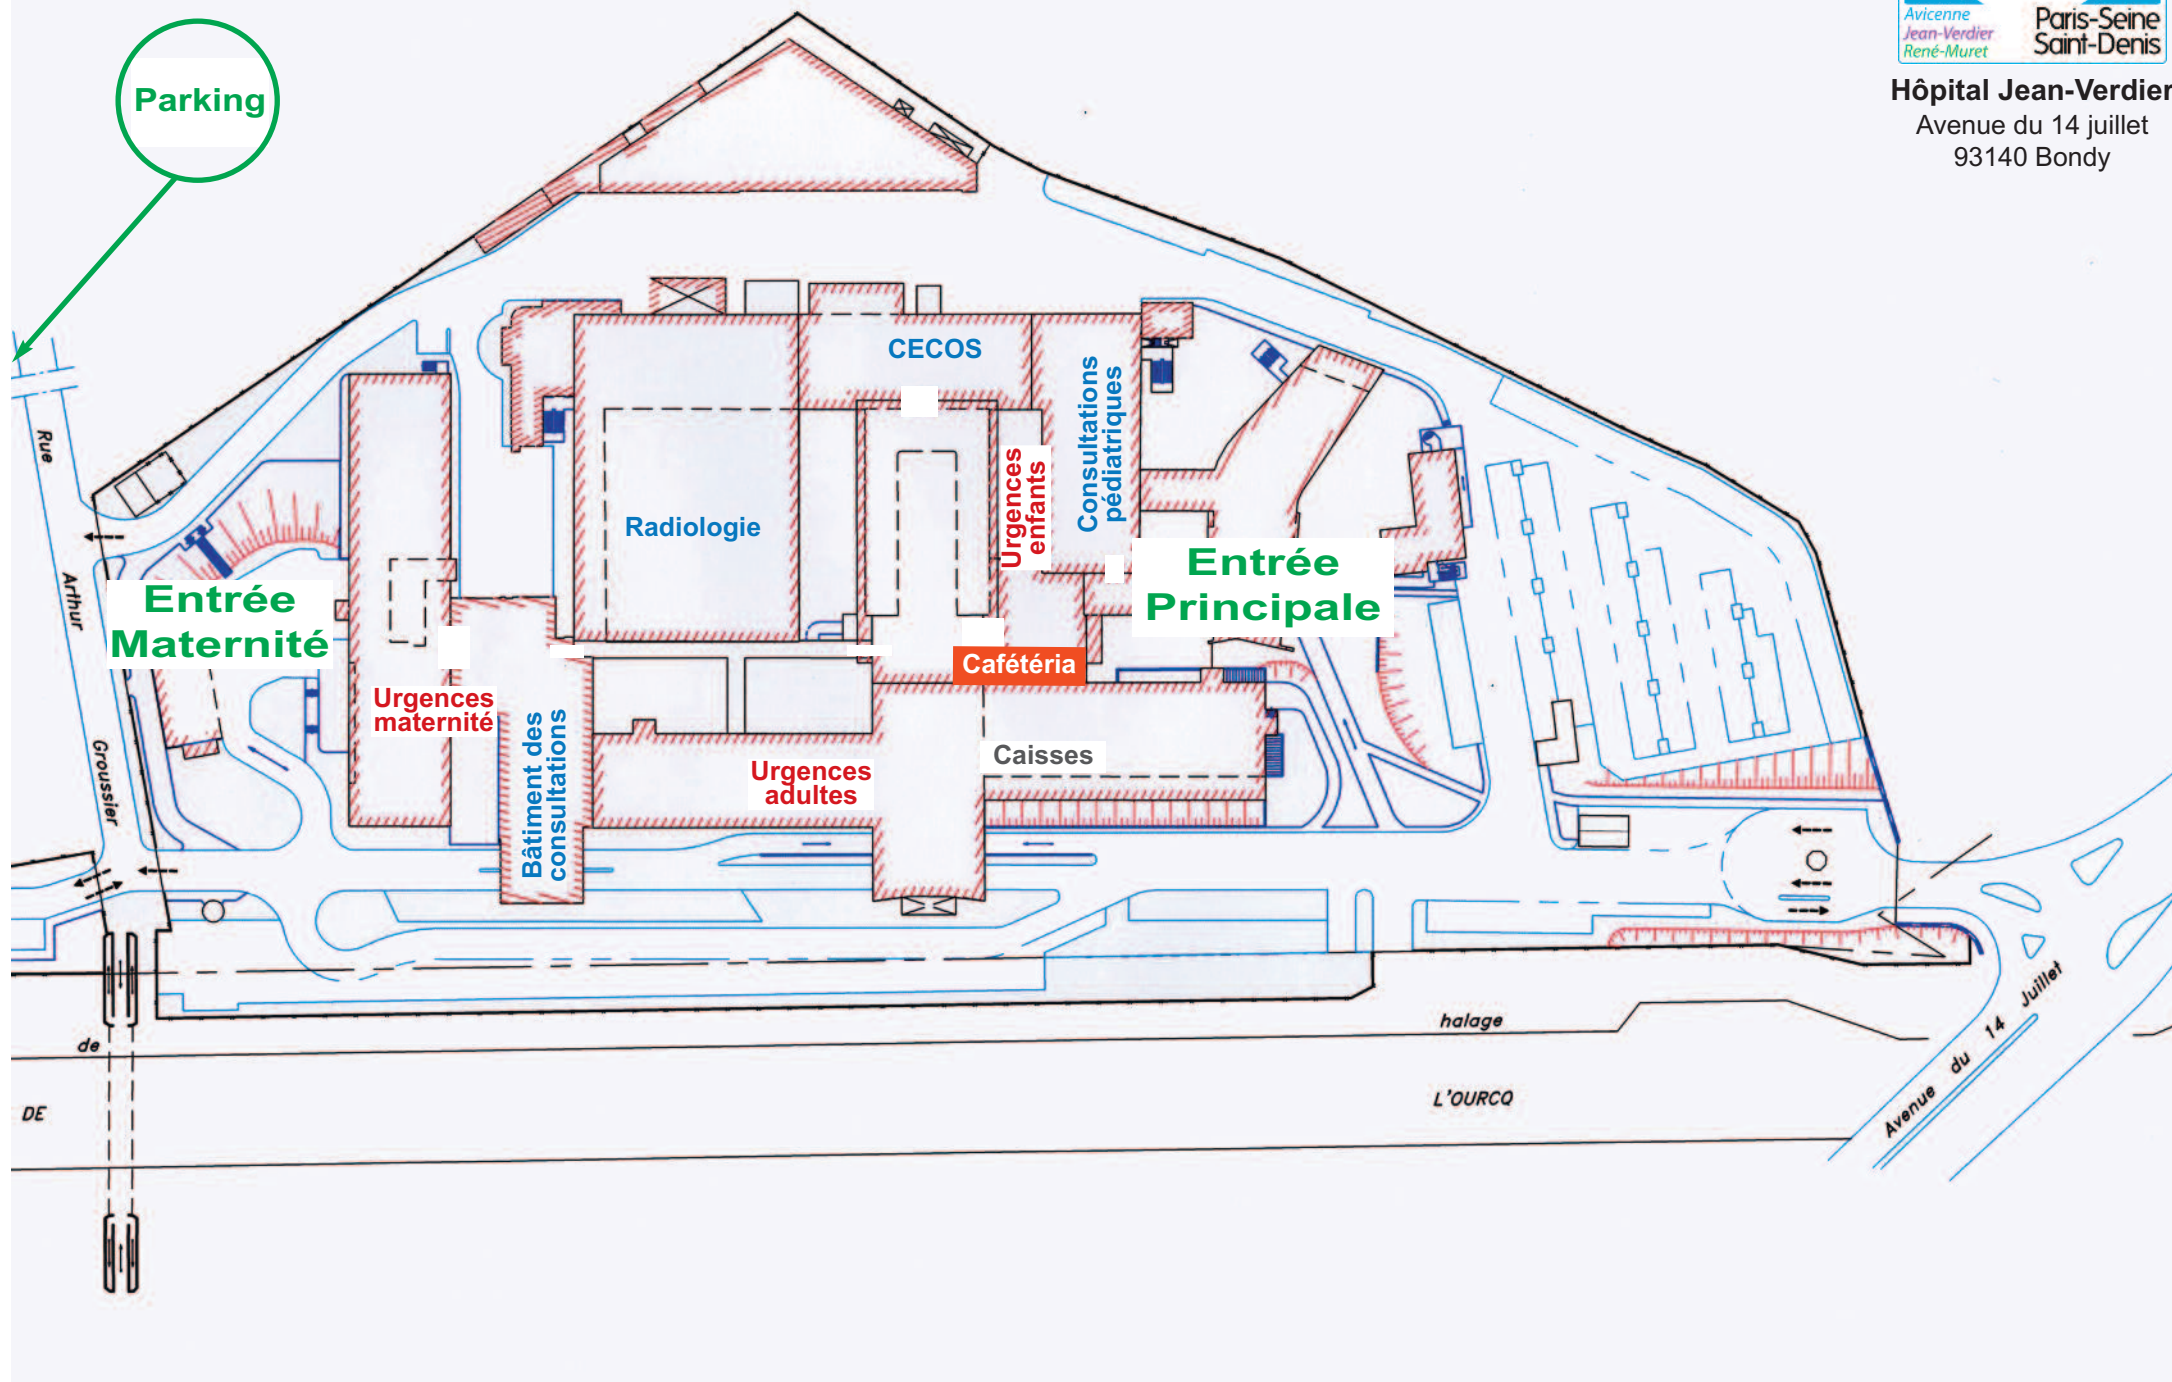 Parking
Avicenne
Jean-Verdier
René-Muret
Paris-Seine
Saint-Denis
Hôpital Jean-Verdier
Avenue du 14 juillet
93140 Bondy
CECOS
Consultations
pédiatriques
Urgences
enfants
Radiologie
Rue
Arthur
Groussier
Entrée
Maternité
Entrée
Principale
Cafétéria
Urgences
maternité
Bâtiment des
consultations
Urgences
adultes
Caisses
de
halage
DE
L'OURCQ
Avenue du 14 Juillet